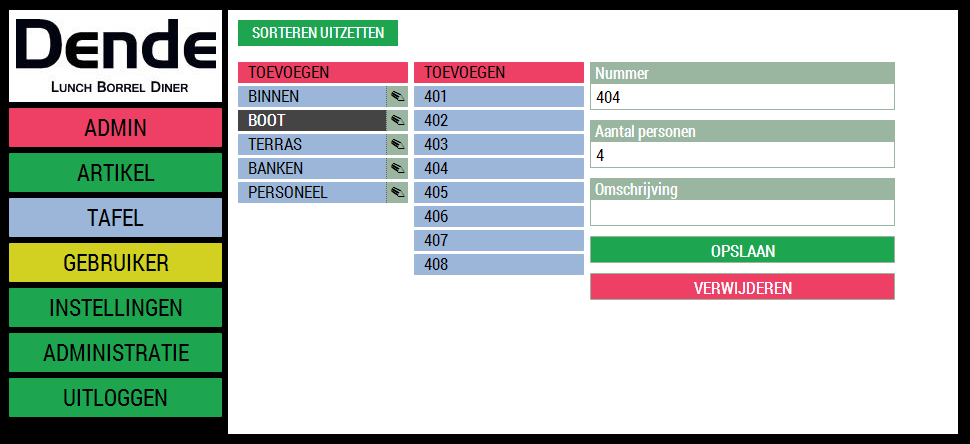 Dende
LUNCH BORREL DINER
ADMIN
ARTIKEL
TAFEL
GEBRUIKER
INSTELLINGEN
ADMINISTRATIE
UITLOGGEN
SORTEREN UITZETTEN
TOEVOEGEN
BINNEN
BOOT
TERRAS
BANKEN
PERSONEEL
TOEVOEGEN
401
402
403
404
405
406
407
408
Nummer
404
Aantal personen
4
Omschrijving
OPSLAAN
VERWIJDEREN